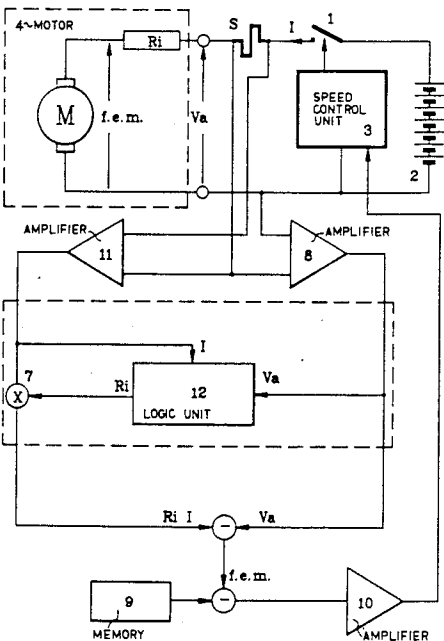 4~MOTOR
Ri
S
I
1
M
f.e.m.
Va
SPEED
CONTROL
UNIT
3
2
AMPLIFIER
11
AMPLIFIER
8
I
7
X
Ri
12
LOGIC UNIT
Va
Ri I
−
Va
f.e.m.
9
−
10
MEMORY
AMPLIFIER